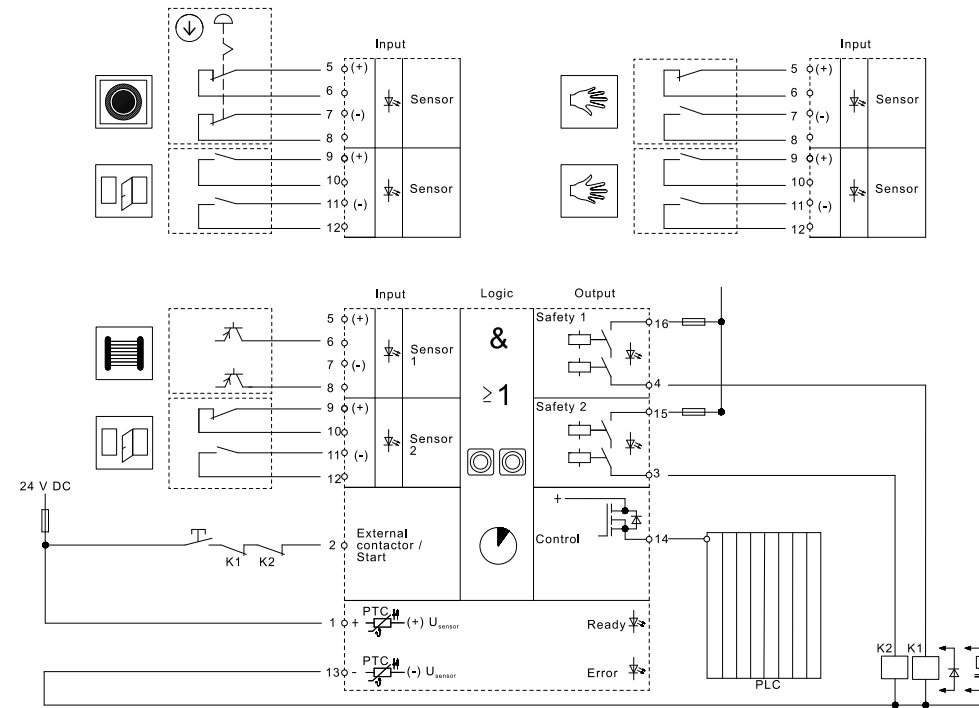 Input
5 (+)
6
7 (-)
8
Sensor
9 (+)
10
11 (-)
12
Sensor
Input
5 (+)
6
7 (-)
8
Sensor
9 (+)
10
11 (-)
12
Sensor
Input Logic Output
5 (+)
6
7 (-)
8
Sensor
1
9 (+)
10
11 (-)
12
Sensor
2
&
≥1
Safety 1
16
4
Safety 2
15
3
24 V DC
K1 K2
2
External
contactor /
Start
+
Control
14
PLC
1 + PTC (+) Usensor
Ready
13 - PTC (-) Usensor
Error
K2 K1